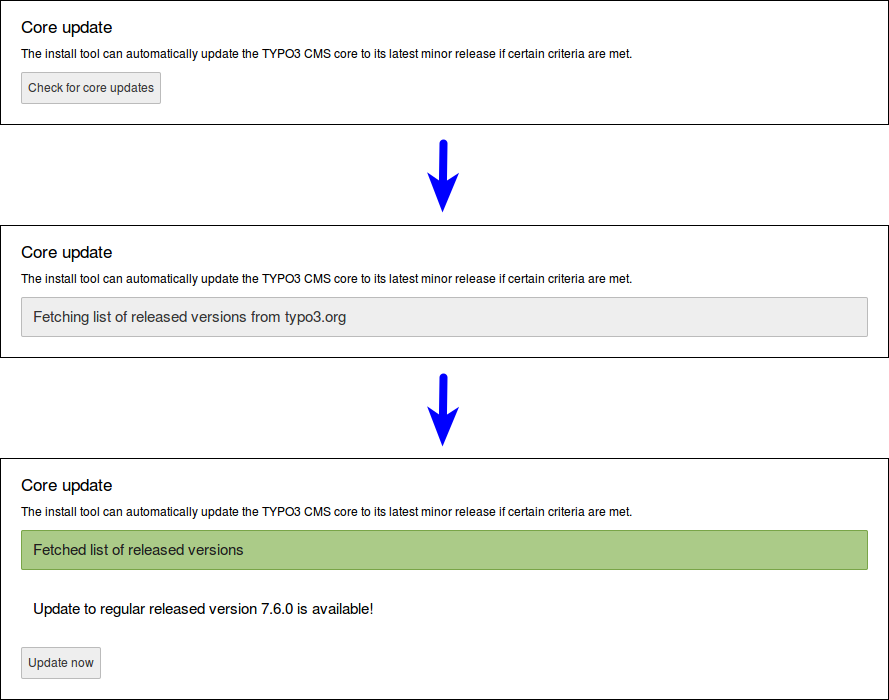 Core update
The install tool can automatically update the TYPO3 CMS core to its latest minor release if certain criteria are met.
Check for core updates
Core update
The install tool can automatically update the TYPO3 CMS core to its latest minor release if certain criteria are met.
Fetching list of released versions from typo3.org
Core update
The install tool can automatically update the TYPO3 CMS core to its latest minor release if certain criteria are met.
Fetched list of released versions
Update to regular released version 7.6.0 is available!
Update now